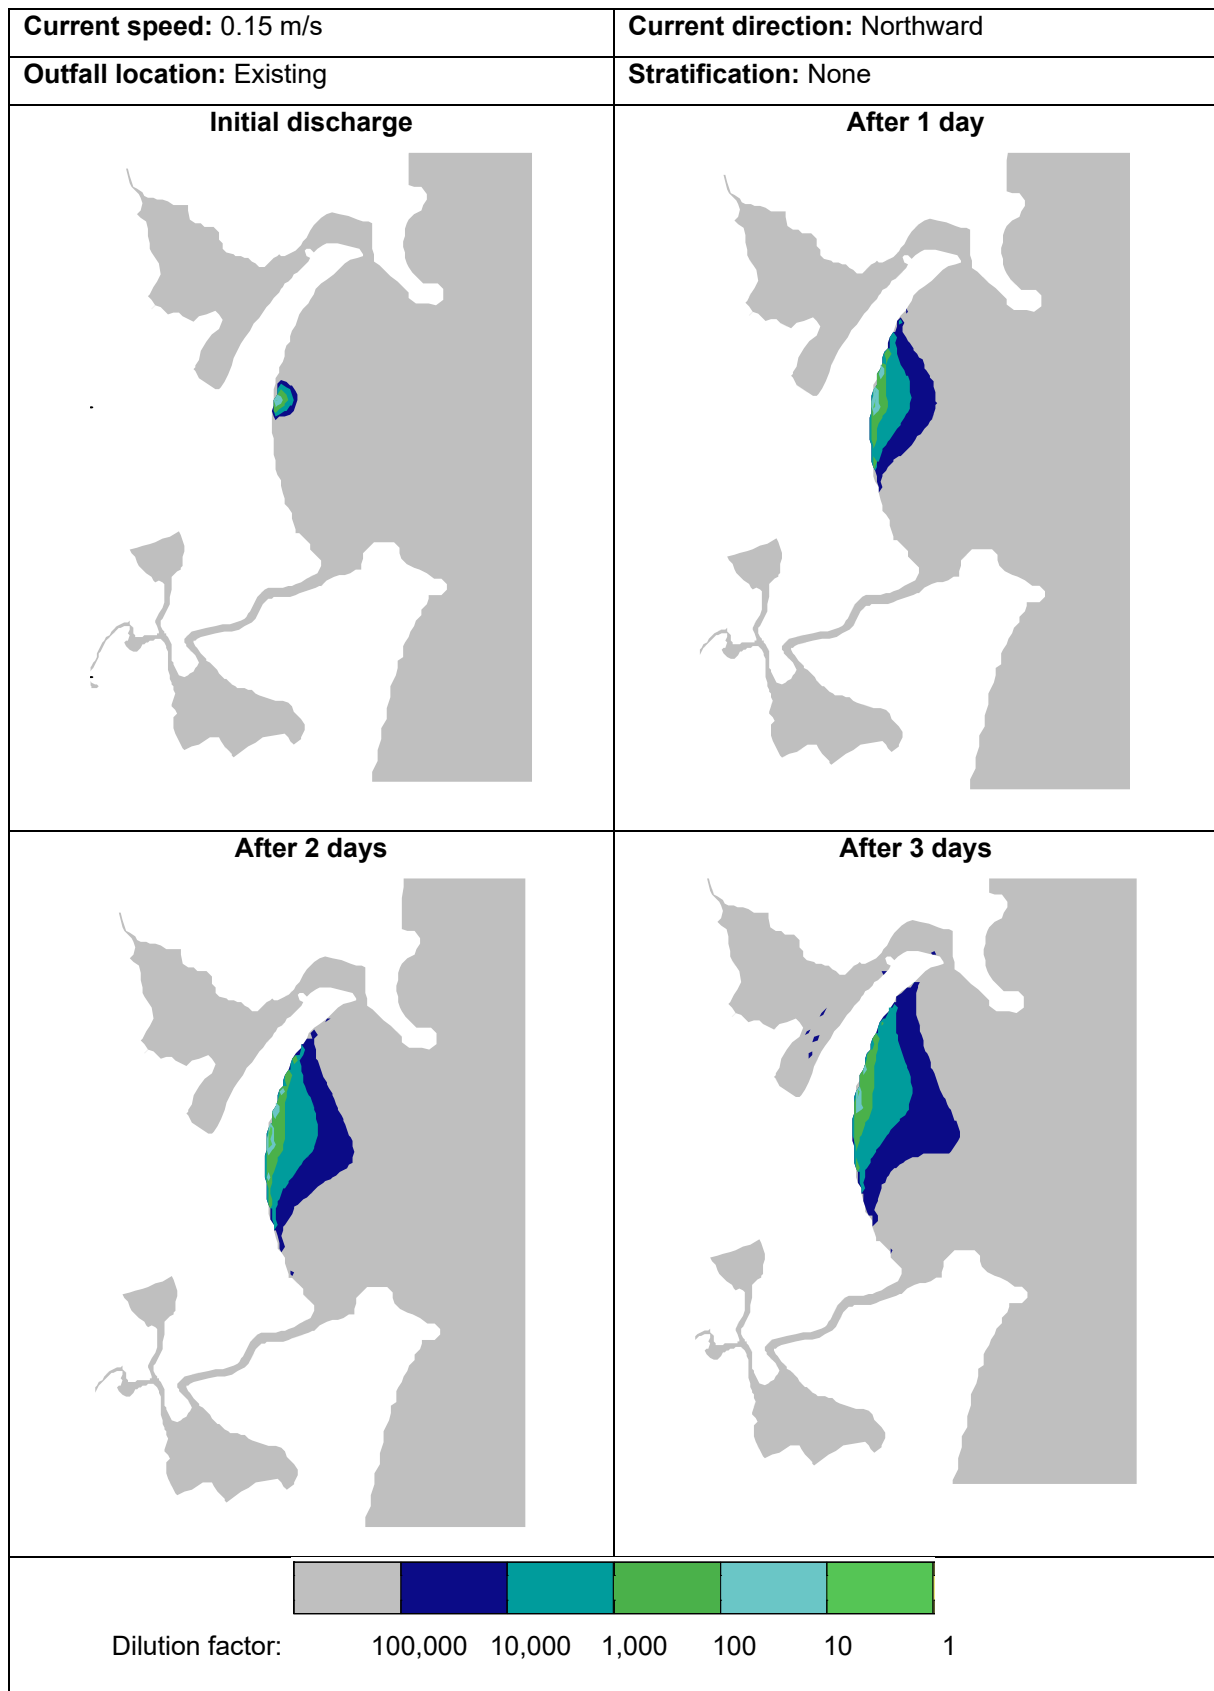 Current speed: 0.15 m/s
Current direction: Northward
Outfall location: Existing
Stratification: None
Initial discharge
After 1 day
After 2 days
After 3 days
Dilution factor: 100,000 10,000 1,000 100 10 1